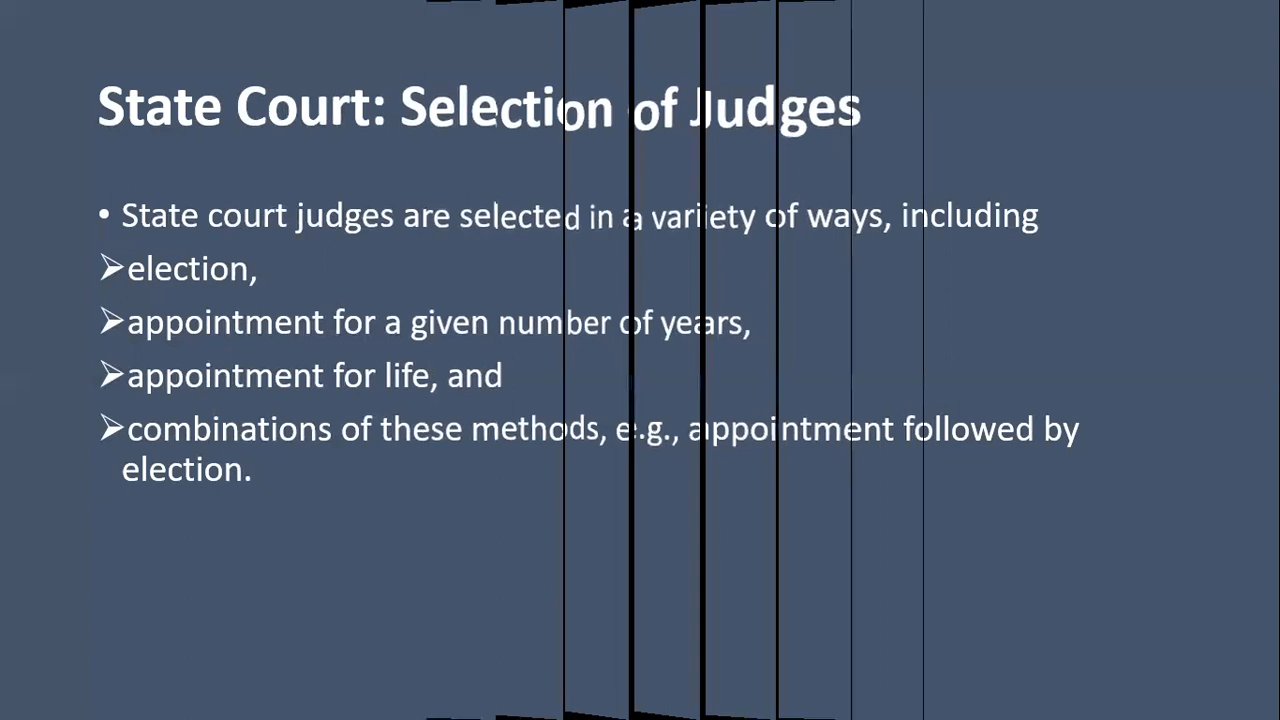 State Court: Selection of Judges
• State court judges are selected in a variety of ways, including
➢election,
➢appointment for a given number of years,
➢appointment for life, and
➢combinations of these methods, e.g., appointment followed by
election.